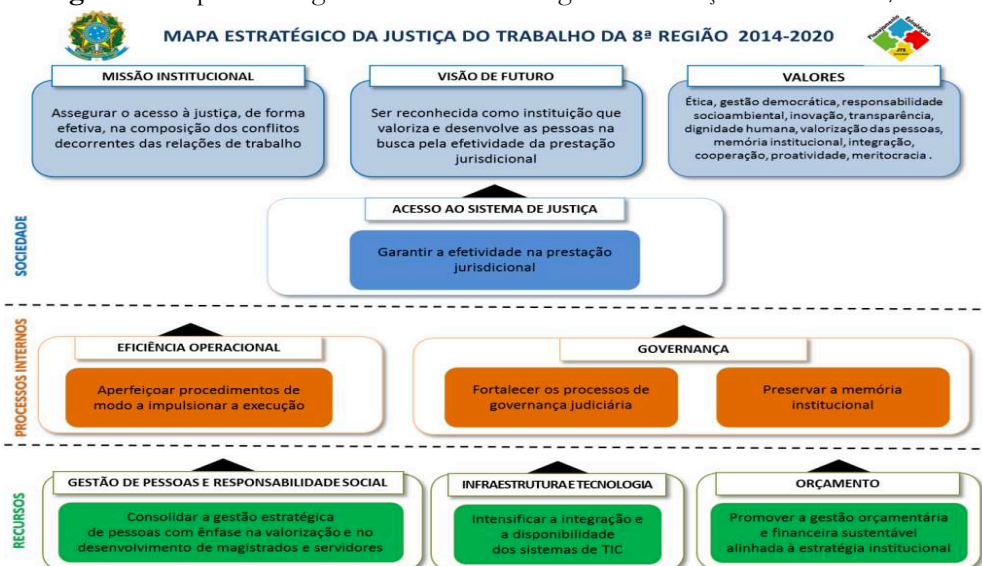 MAPA ESTRATÉGICO DA JUSTIÇA DO TRABALHO DA 8ª REGIÃO 2014-2020
MISSÃO INSTITUCIONAL
Assegurar o acesso à justiça, de forma
efetiva, na composição dos conflitos
decorrentes das relações de trabalho
VISÃO DE FUTURO
Ser reconhecida como instituição que
valoriza e desenvolve as pessoas na
busca pela efetividade da prestação
jurisdicional
VALORES
Ética, gestão democrática, responsabilidade
socioambiental, inovação, transparência,
dignidade humana, valorização das pessoas,
memória institucional, integração,
cooperação, proatividade, meritocracia .
SOCIEDADE
ACESSO AO SISTEMA DE JUSTIÇA
Garantir a efetividade na prestação
jurisdicional
PROCESSOS INTERNOS
EFICIÊNCIA OPERACIONAL
Aperfeiçoar procedimentos de
modo a impulsionar a execução
GOVERNANÇA
Fortalecer os processos de
governança judiciária
Preservar a memória
institucional
RECURSOS
GESTÃO DE PESSOAS E RESPONSABILIDADE SOCIAL
Consolidar a gestão estratégica
de pessoas com ênfase na valorização e no
desenvolvimento de magistrados e servidores
INFRAESTRUTURA E TECNOLOGIA
Intensificar a integração e
a disponibilidade
dos sistemas de TIC
ORÇAMENTO
Promover a gestão orçamentária
e financeira sustentável
alinhada à estratégia institucional